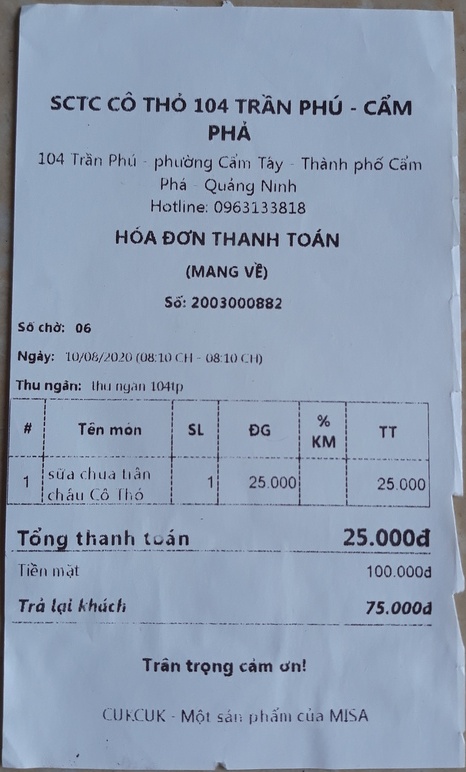 SCTC CÔ THỎ 104 TRẦN PHÚ - CẨM
PHẢ
104 Trần Phú - phường Cẩm Tây - Thành phố Cẩm
Phả - Quảng Ninh
Hotline: 0963133818
HÓA ĐƠN THANH TOÁN
(MANG VỀ)
Số: 2003000882
Số chờ: 06
Ngày: 10/08/2020 (08:10 CH - 08:10 CH)
Thu ngân: thu ngan 104tp
# Tên món SL ĐG % KM TT
1 sữa chua trân 1 25.000 25.000
châu Cô Thỏ
Tổng thanh toán 25.000đ
Tiền mặt 100.000đ
Trả lại khách 75.000đ
Trân trọng cảm ơn!
CUKCUK - Một sản phẩm của MISA